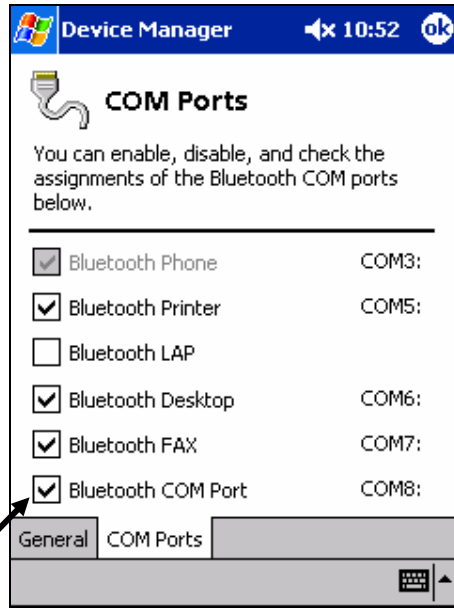 Device Manager 10:52 ok
COM Ports
You can enable, disable, and check the
assignments of the Bluetooth COM ports
below.
Bluetooth Phone COM3:
Bluetooth Printer COM5:
Bluetooth LAP
Bluetooth Desktop COM6:
Bluetooth FAX COM7:
Bluetooth COM Port COM8:
General COM Ports